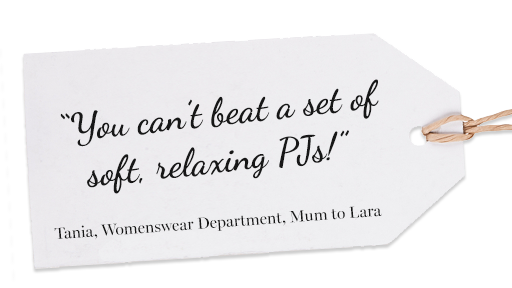 “You can't beat a set of
soft, relaxing PJs!”
Tania, Womenswear Department, Mum to Lara